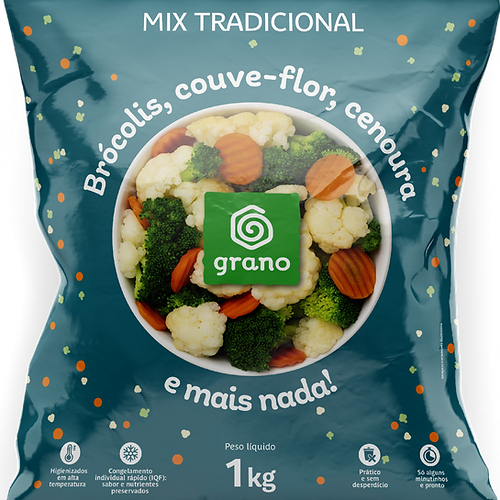 MIX TRADICIONAL
Brócolis, couve-flor, cenoura
grano
e mais nada!
Peso líquido
1kg
Higienizados
em alta
temperatura
Congelamento
individual rápido (IQF):
sabor e nutrientes
preservados
Prático
e sem
desperdício
Só alguns
minutinhos
e pronto